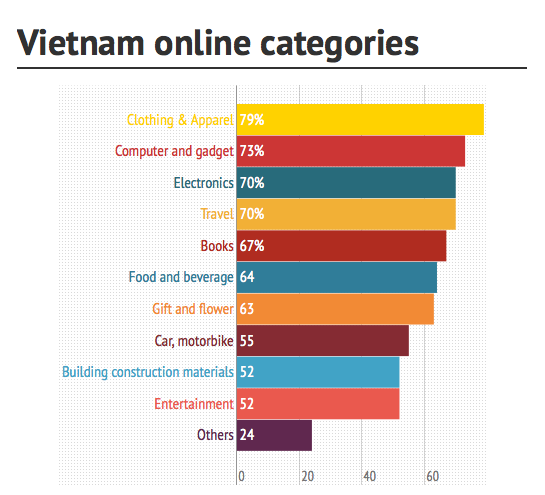 Vietnam online categories
Clothing & Apparel 79%
Computer and gadget 73%
Electronics 70%
Travel 70%
Books 67%
Food and beverage 64
Gift and flower 63
Car, motorbike 55
Building construction materials 52
Entertainment 52
Others 24
0 20 40 60